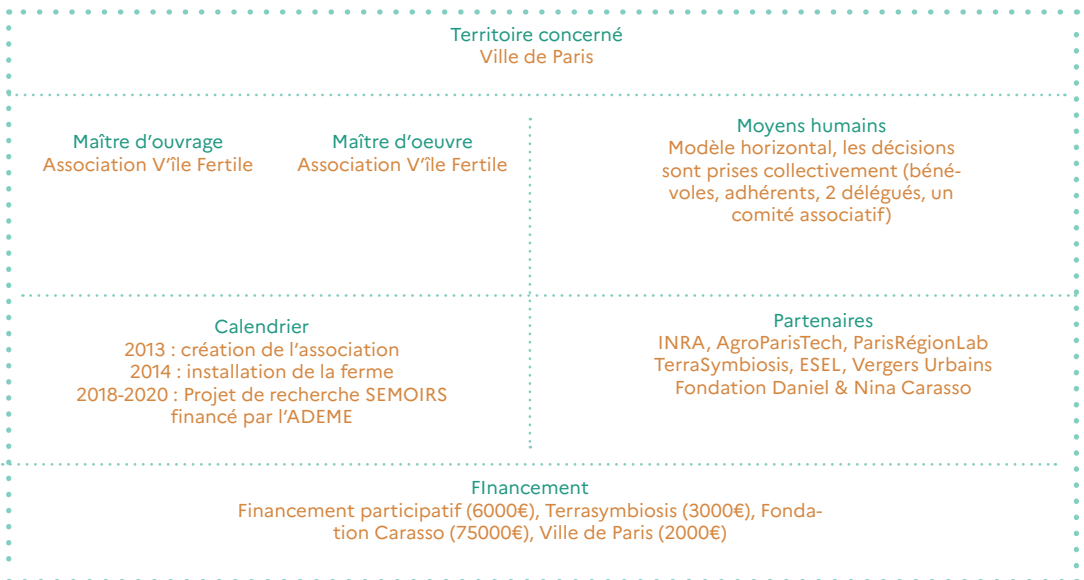 Territoire concerné
Ville de Paris
Maître d'ouvrage
Association V'île Fertile
Maître d'oeuvre
Association V'île Fertile
Moyens humains
Modèle horizontal, les décisions
sont prises collectivement (béné-
voles, adhérents, 2 délégués, un
comité associatif)
Calendrier
2013 : création de l'association
2014 : installation de la ferme
2018-2020 : Projet de recherche SEMOIRS
financé par l'ADEME
Partenaires
INRA, AgroParisTech, ParisRégionLab
TerraSymbiosis, ESEL, Vergers Urbains
Fondation Daniel & Nina Carasso
FInancement
Financement participatif (6000€), Terrasymbiosis (3000€), Fonda-
tion Carasso (75000€), Ville de Paris (2000€)